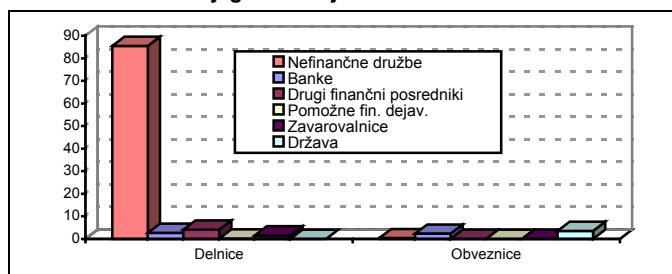 90
80
70
60
50
40
30
20
10
0
Nefinančne družbe
Banke
Drugi finančni posredniki
Pomožne fin. dejav.
Zavarovalnice
Država
Delnice
Obveznice